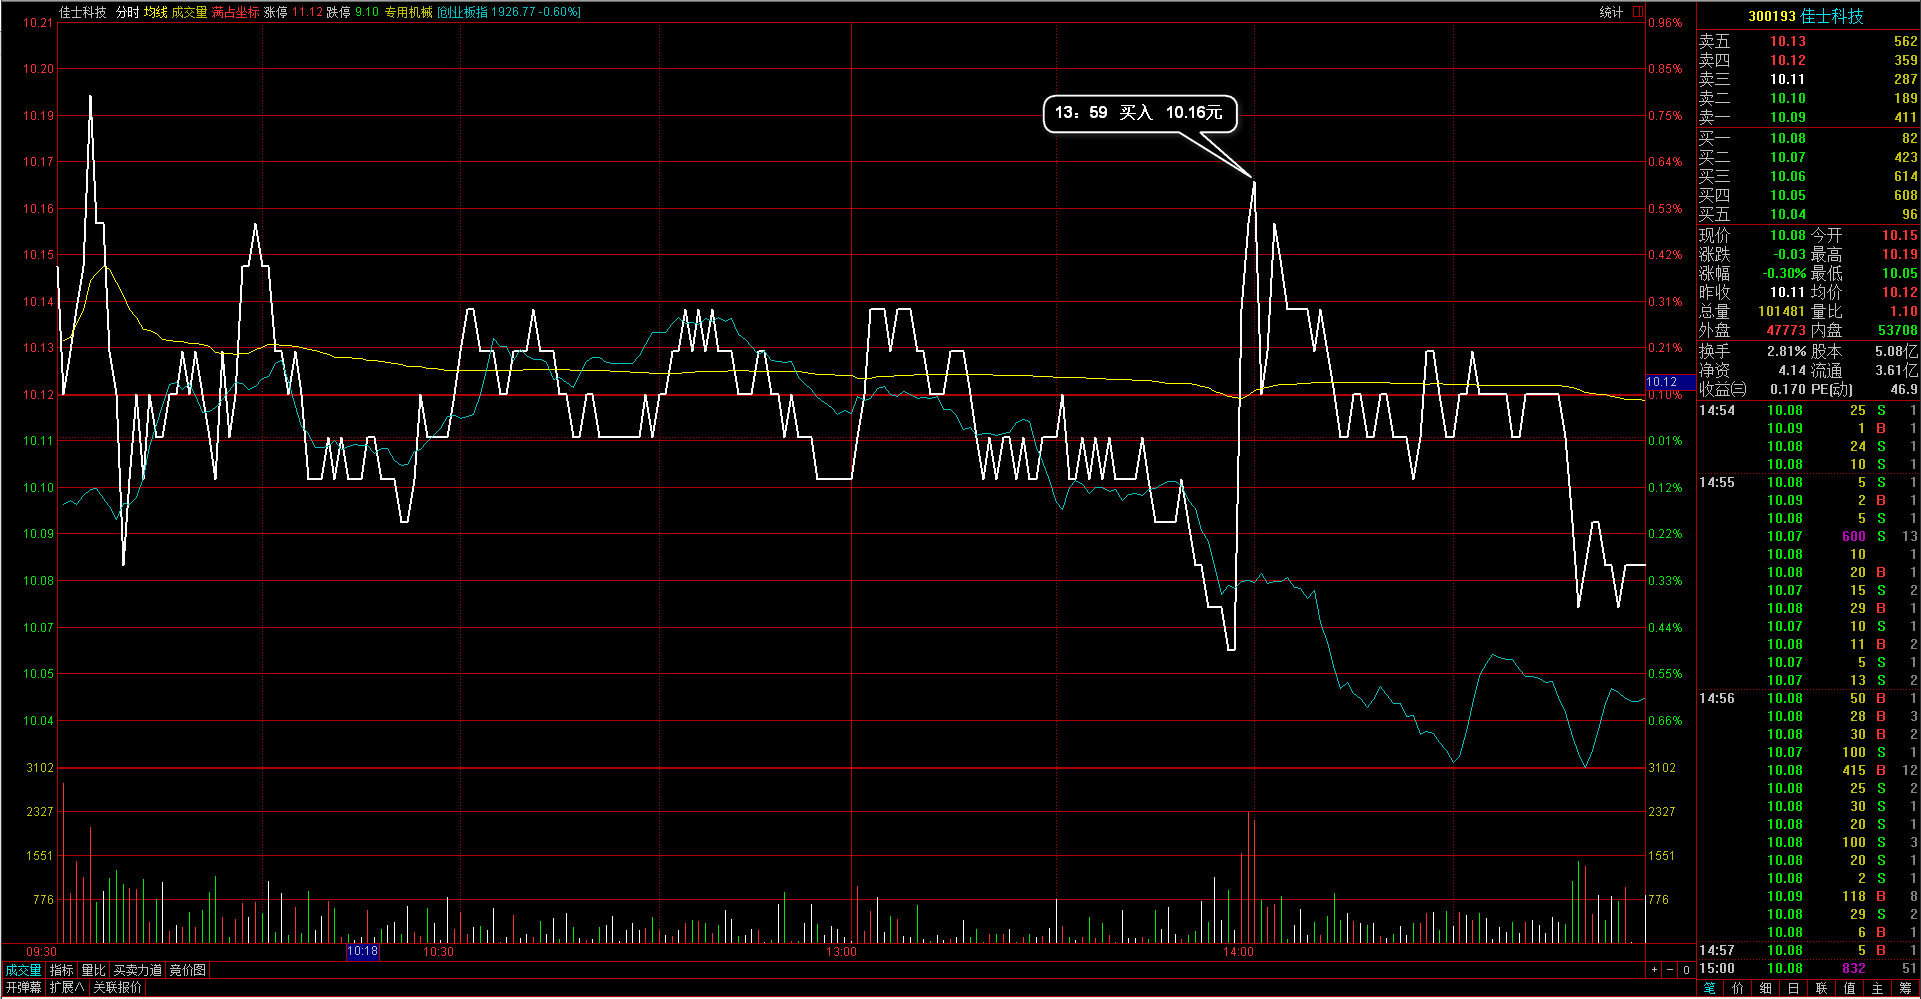 佳士科技 分时 均线 成交量 满占坐标 涨停 11.12 跌停 9.10 专用机械 [创业板指 1926.77 -0.60%] 统计
300193 佳士科技
10.21 0.96%
10.20 0.85%
10.19 0.75%
10.17 0.64%
10.16 0.53%
10.15 0.42%
10.14 0.31%
10.13 0.21%
10.12
10.12 0.10%
10.11 0.01%
10.10 0.12%
10.09 0.22%
10.08 0.33%
10.07 0.44%
10.05 0.55%
10.04 0.66%
3102 3102
2327 2327
1551 1551
776 776
13：59 买入 10.16元
09:30 10:18 10:30 13:00 14:00
成交量 指标 量比 买卖力道 竞价图 + - 0
开弹幕 扩展∧ 关联报价
卖五 10.13 562
卖四 10.12 359
卖三 10.11 287
卖二 10.10 189
卖一 10.09 411
买一 10.08 82
买二 10.07 423
买三 10.06 614
买四 10.05 608
买五 10.04 96
现价 10.08 今开 10.15
涨跌 -0.03 最高 10.19
涨幅 -0.30% 最低 10.05
昨收 10.11 均价 10.12
总量 101481 量比 1.10
外盘 47773 内盘 53708
换手 2.81% 股本 5.08亿
净资 4.14 流通 3.61亿
收益㈢ 0.170 PE(动) 46.9
14:54 10.08 25 S 1
10.09 1 B 1
10.08 24 S 1
10.08 10 S 1
14:55 10.08 5 S 1
10.09 2 B 1
10.08 5 S 1
10.07 600 S 13
10.08 10 1
10.08 20 B 1
10.07 15 S 2
10.08 29 B 1
10.07 10 S 1
10.08 11 B 2
10.07 5 S 1
10.07 13 S 2
14:56 10.08 50 B 1
10.08 28 B 3
10.08 30 B 2
10.07 100 S 1
10.08 415 B 12
10.08 25 S 2
10.08 30 S 1
10.08 20 S 1
10.08 100 S 3
10.08 20 S 1
10.08 2 S 1
10.09 118 B 8
10.08 29 S 2
10.08 6 B 1
14:57 10.08 5 B 1
15:00 10.08 832 51
笔 价 细 日 联 值 主 筹